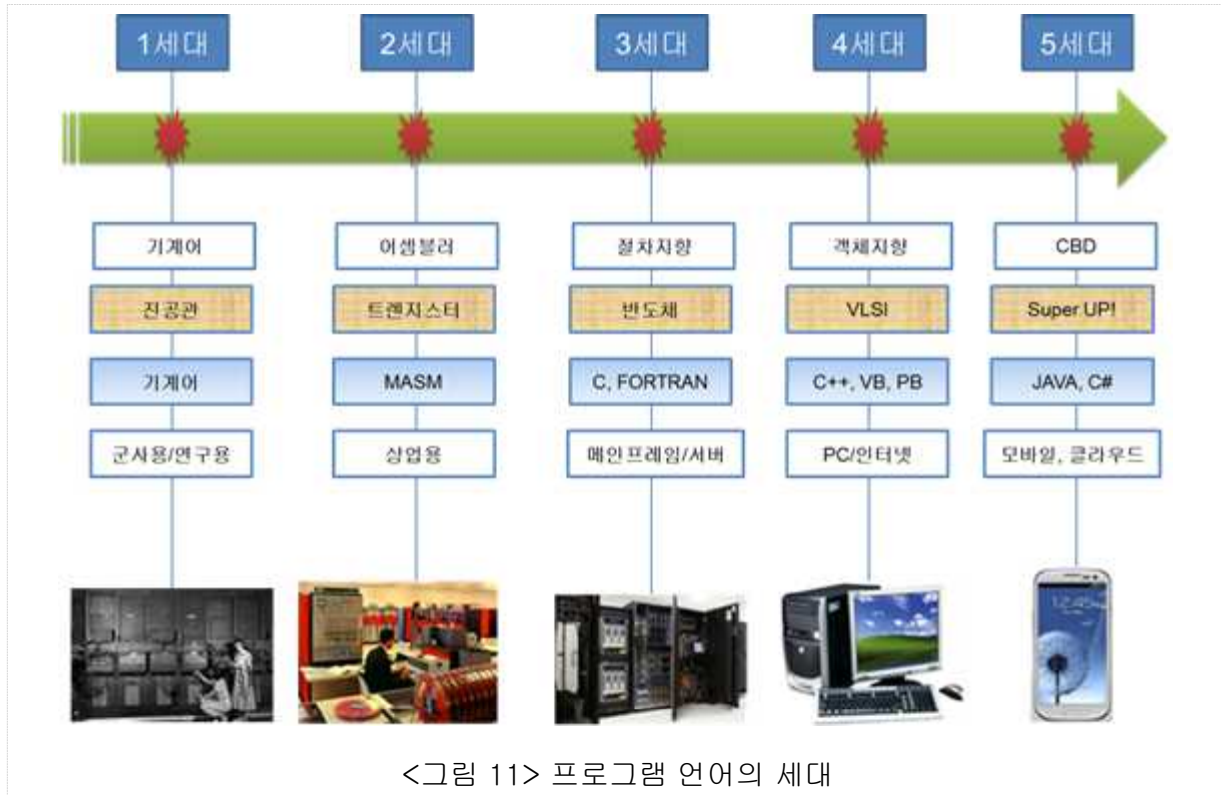 1세대 2세대 3세대 4세대 5세대
기계어 어셈블러 절차지향 객체지향 CBD
진공관 트렌지스터 반도체 VLSI Super UP!
기계어 MASM C, FORTRAN C++, VB, PB JAVA, C#
군사용/연구용 상업용 메인프레임/서버 PC/인터넷 모바일, 클라우드
12:45
<그림 11> 프로그램 언어의 세대